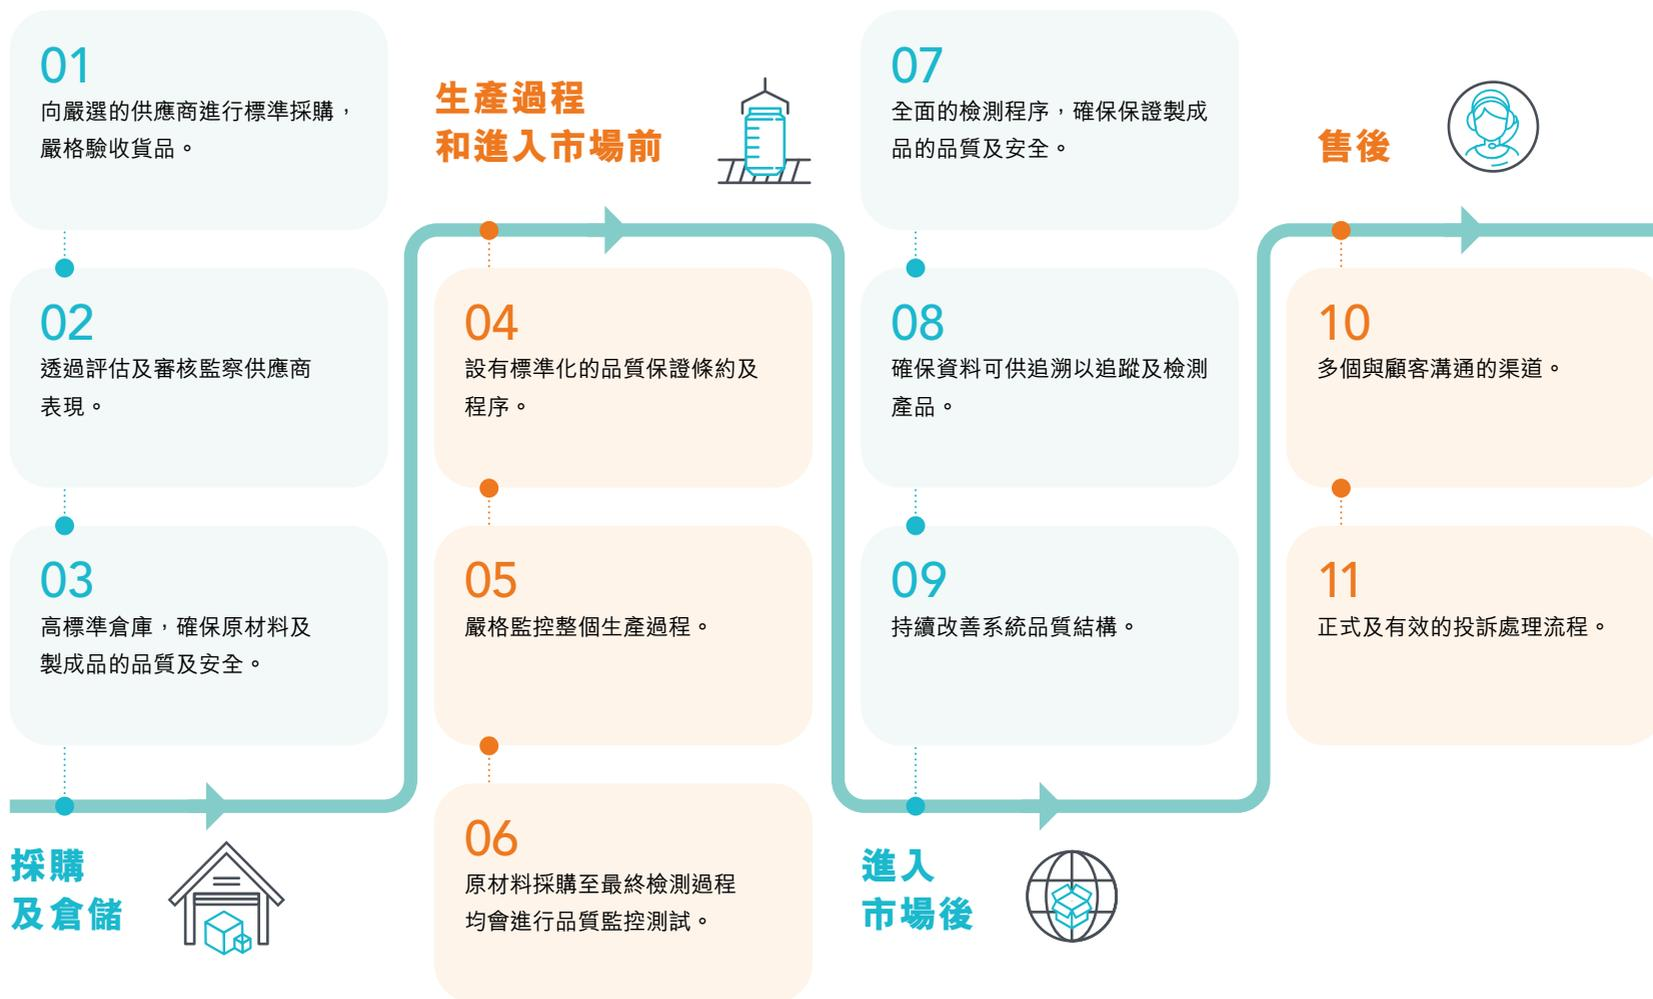 01
向嚴選的供應商進行標準採購，
嚴格驗收貨品。
02
透過評估及審核監察供應商
表現。
03
高標準倉庫，確保原材料及
製成品的品質及安全。
採購
及倉儲
生產過程
和進入市場前
04
設有標準化的品質保證條約及
程序。
05
嚴格監控整個生產過程。
06
原材料採購至最終檢測過程
均會進行品質監控測試。
07
全面的檢測程序，確保保證製成
品的品質及安全。
08
確保資料可供追溯以追蹤及檢測
產品。
09
持續改善系統品質結構。
進入
市場後
售後
10
多個與顧客溝通的渠道。
11
正式及有效的投訴處理流程。